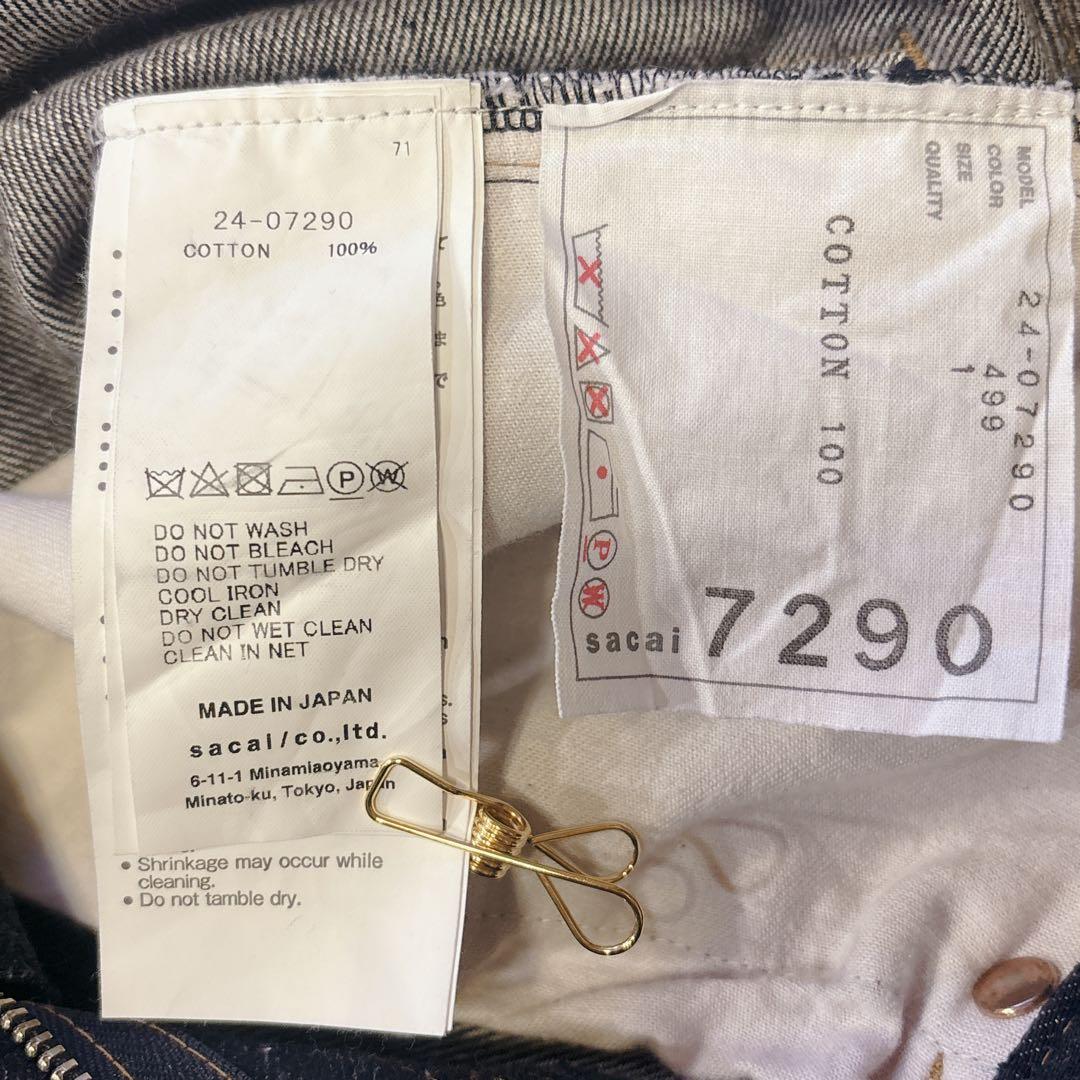 71
24-07290
COTTON 100%
P W
DO NOT WASH
DO NOT BLEACH
DO NOT TUMBLE DRY
COOL IRON
DRY CLEAN
DO NOT WET CLEAN
CLEAN IN NET
MADE IN JAPAN
sacai/co.,ltd.
6-11-1 Minamiaoyama,
Minato-ku, Tokyo, Japan
• Shrinkage may occur while
cleaning.
• Do not tamble dry.
色
ま
で
MODEL 24-07290
COLOR 499
SIZE 1
QUALITY
COTTON 100
P W
sacai 7290